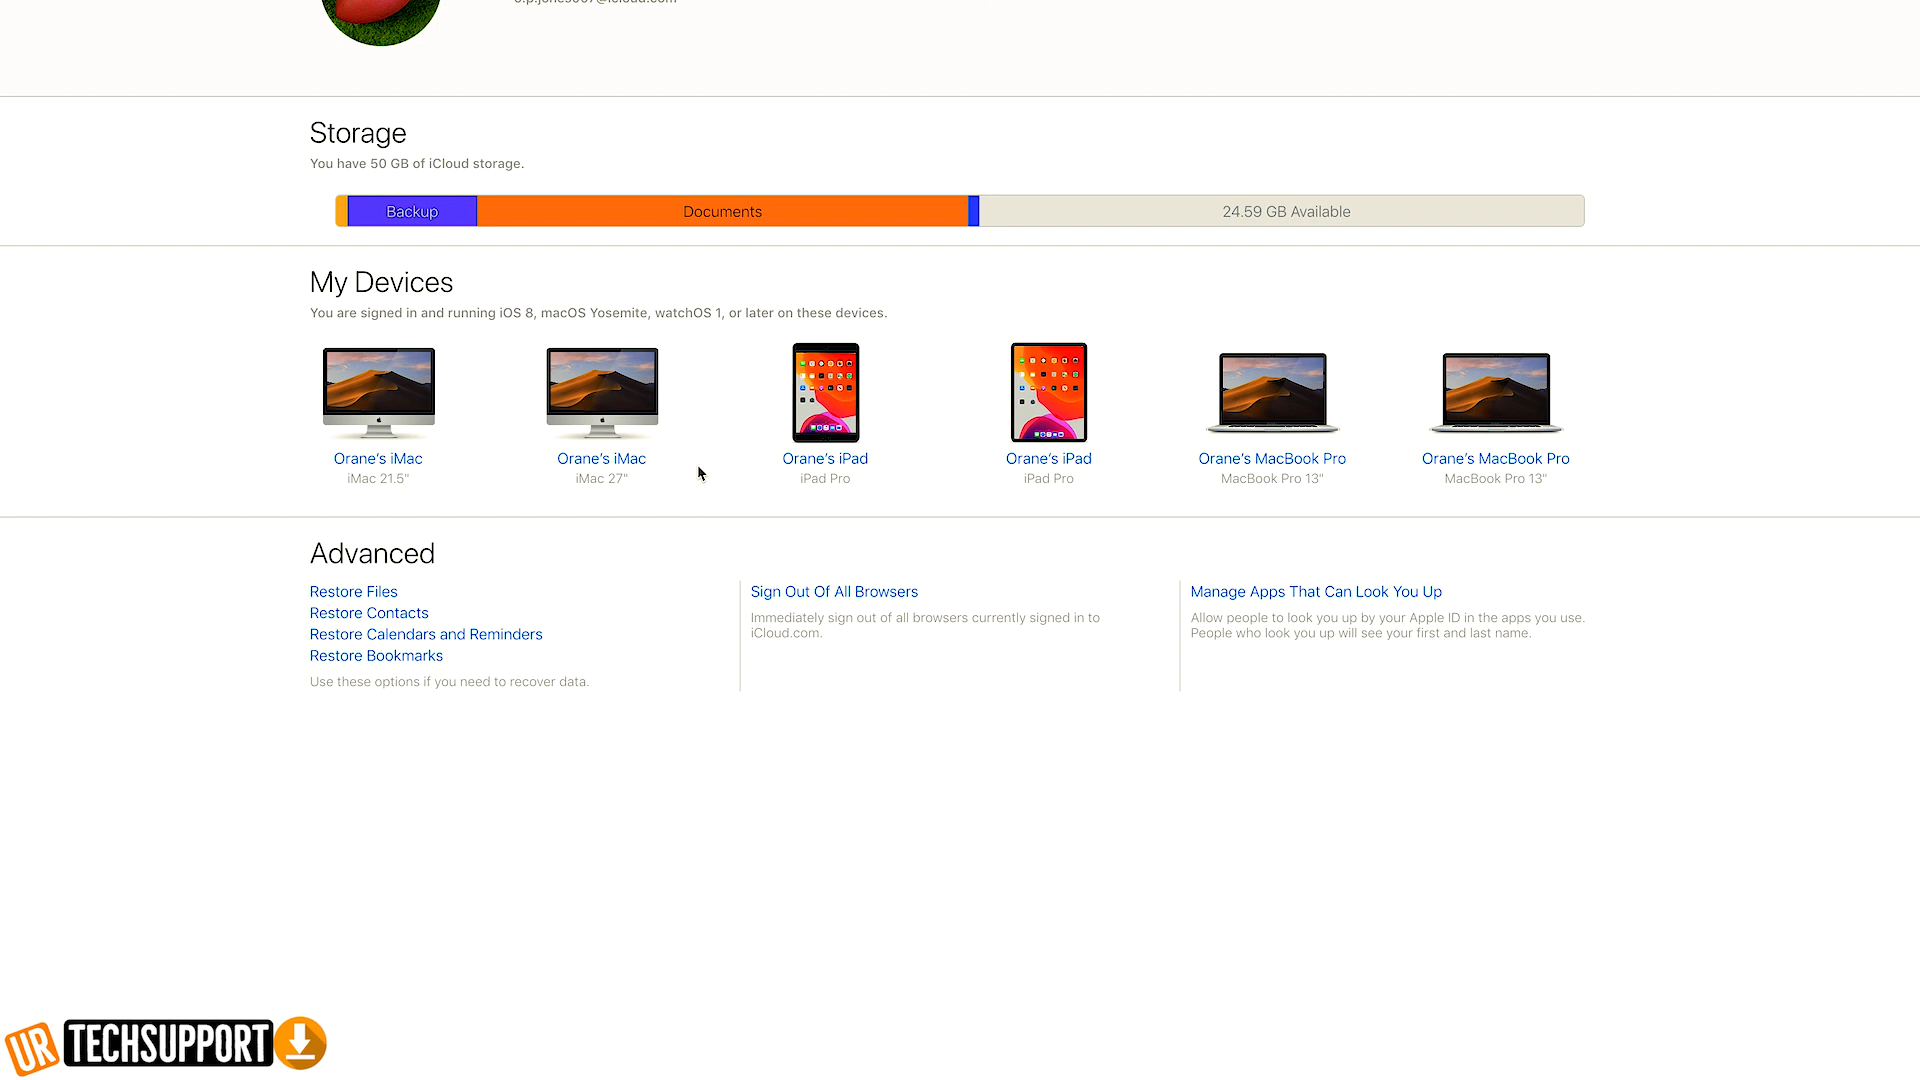 Storage
You have 50 GB of iCloud storage.
Backup
Documents
24.59 GB Available
My Devices
You are signed in and running iOS 8, macOS Yosemite, watchOS 1, or later on these devices.
Orane's iMac
iMac 21.5"
Orane's iMac
iMac 27"
Orane's iPad
iPad Pro
Orane's iPad
iPad Pro
Orane's MacBook Pro
MacBook Pro 13"
Orane's MacBook Pro
MacBook Pro 13"
Advanced
Restore Files
Restore Contacts
Restore Calendars and Reminders
Restore Bookmarks
Use these options if you need to recover data.
Sign Out Of All Browsers
Immediately sign out of all browsers currently signed in to
iCloud.com.
Manage Apps That Can Look You Up
Allow people to look you up by your Apple ID in the apps you use.
People who look you up will see your first and last name.
UR TECHSUPPORT